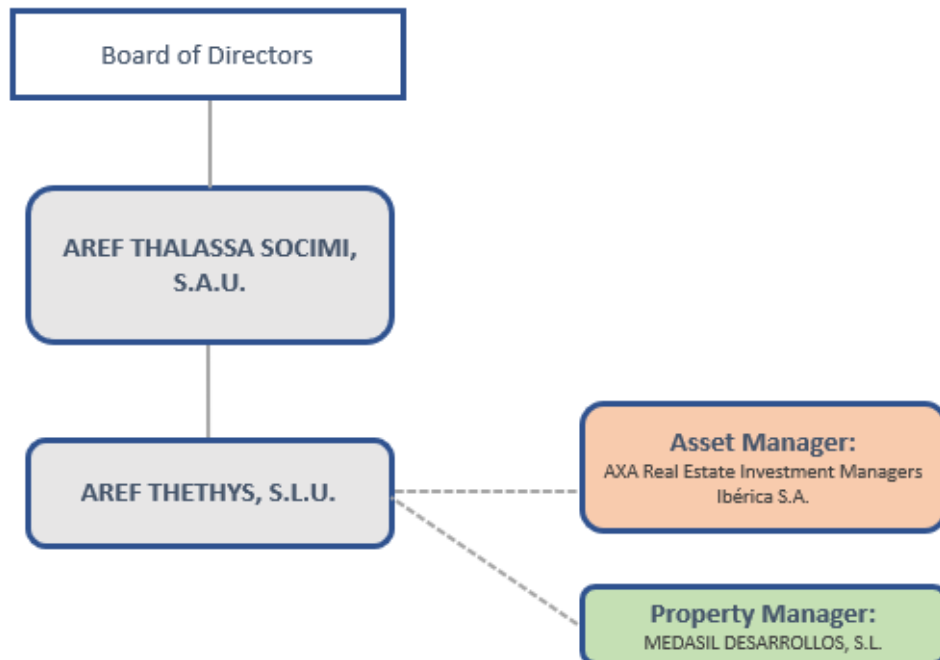 Board of Directors
AREF THALASSA SOCIMI,
S.A.U.
AREF THETHYS, S.L.U.
Asset Manager:
AXA Real Estate Investment Managers
Ibérica S.A.
Property Manager:
MEDASIL DESARROLLOS, S.L.